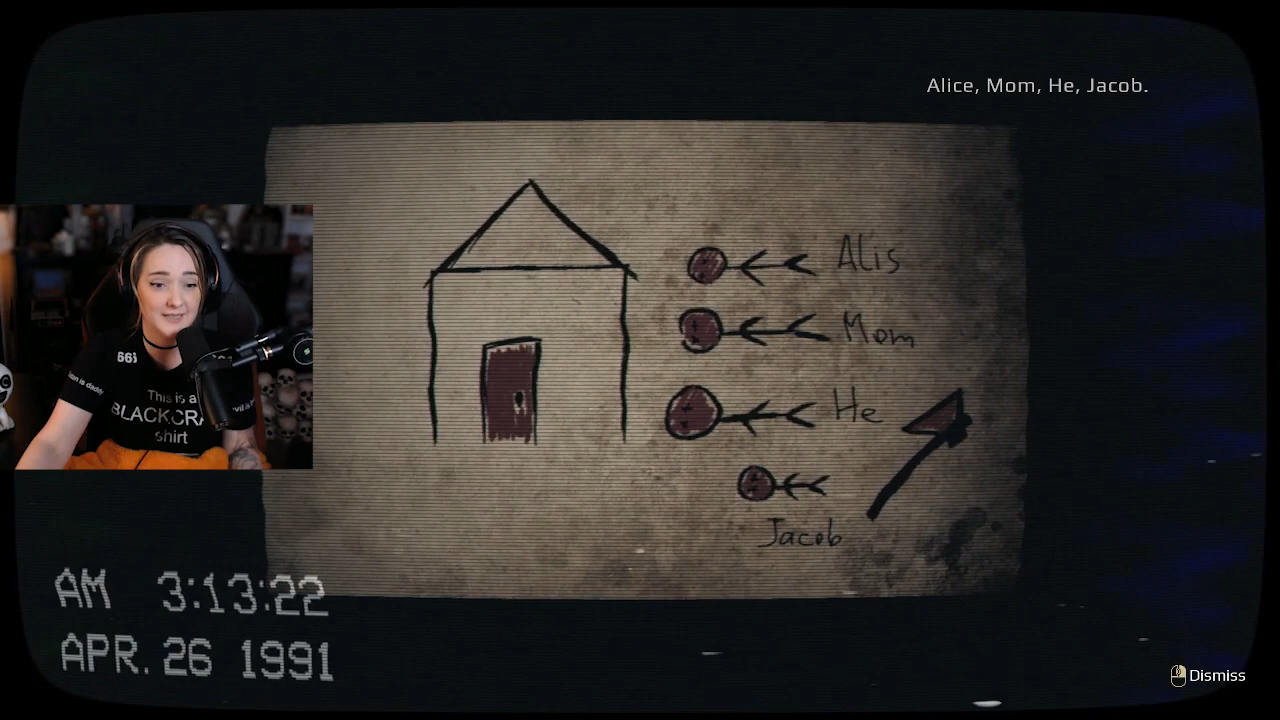 Alice, Mom, He, Jacob.
Alis
Mom
He
Jacob
This is a
shirt
AM 3:13:22
APR. 26 1991
Dismiss